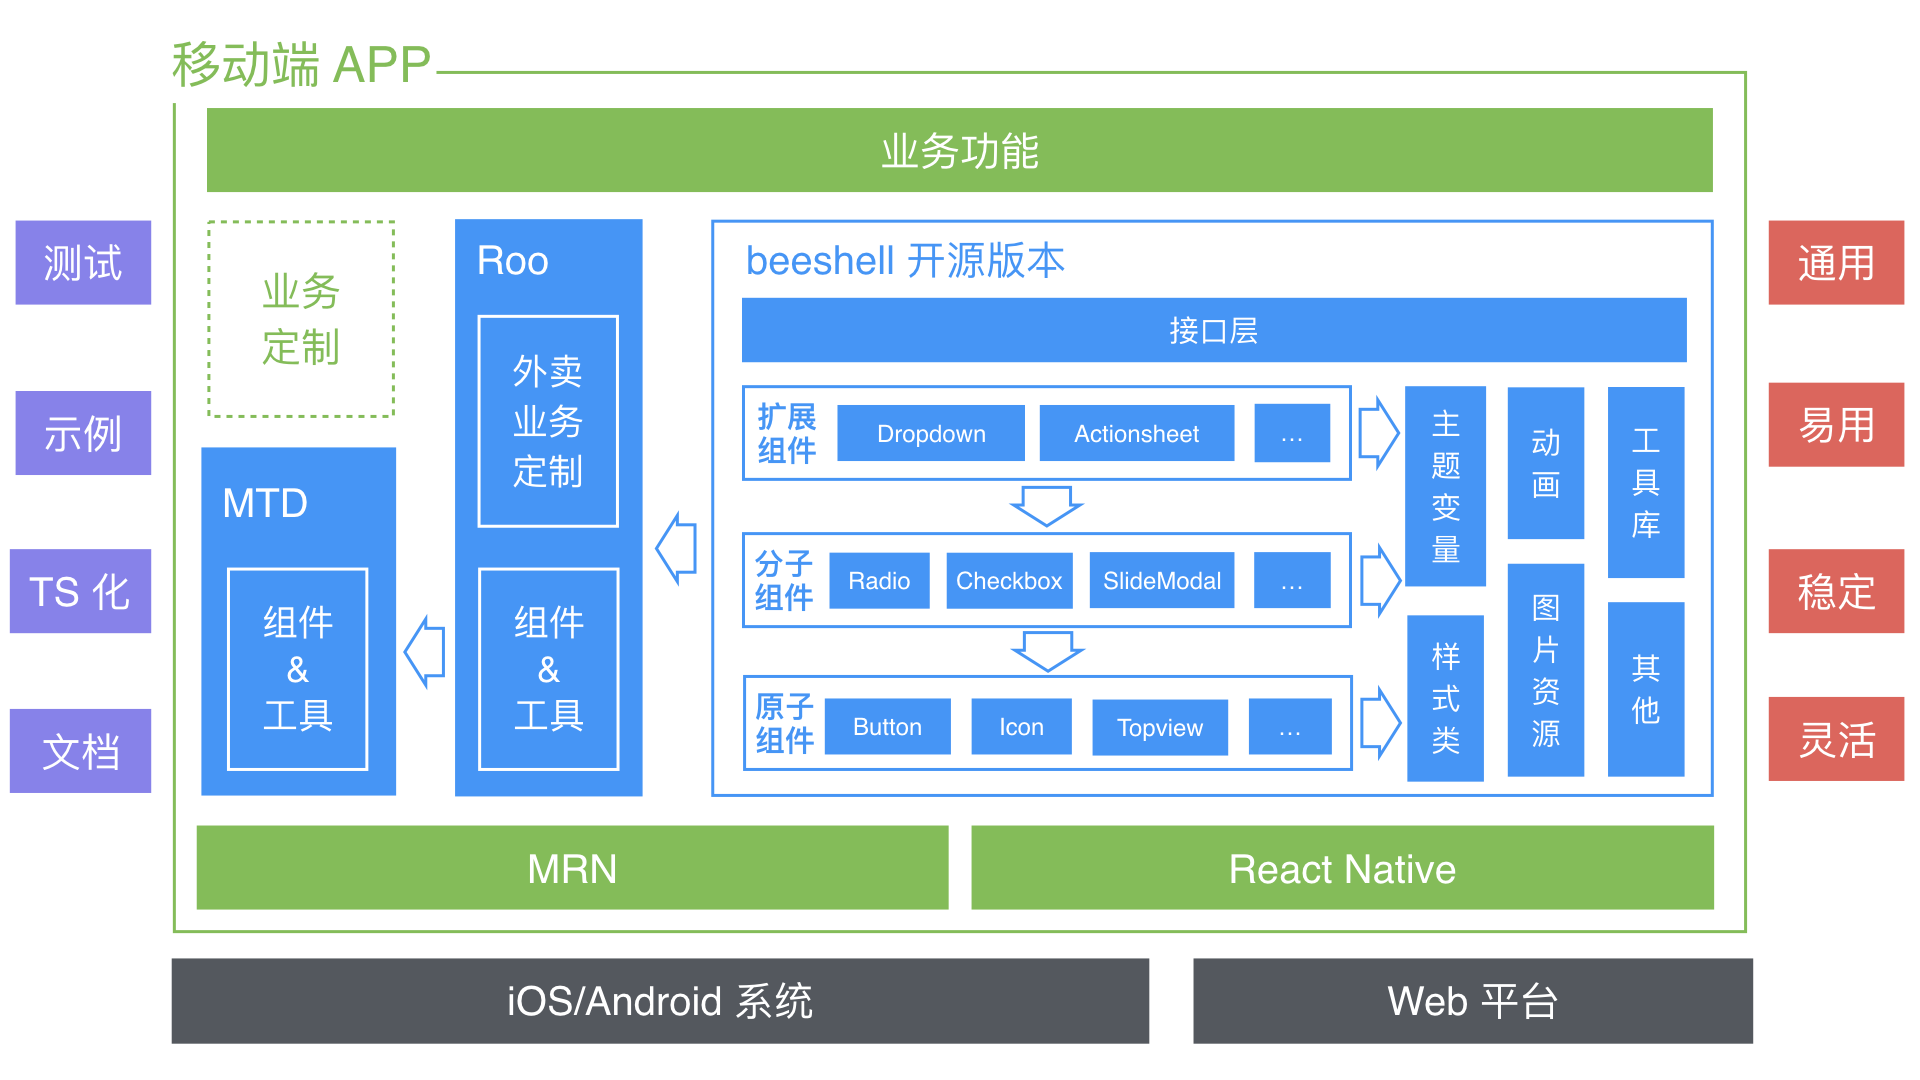 移动端 APP
业务功能
测试
示例
TS 化
文档
业务
定制
MTD
组件
&
工具
Roo
外卖
业务
定制
组件
&
工具
beeshell 开源版本
接口层
扩展
组件
Dropdown
Actionsheet
...
分子
组件
Radio
Checkbox
SlideModal
...
原子
组件
Button
Icon
Topview
...
主
题
变
量
样
式
类
动
画
图
片
资
源
工
具
库
其
他
通用
易用
稳定
灵活
MRN
React Native
iOS/Android 系统
Web 平台